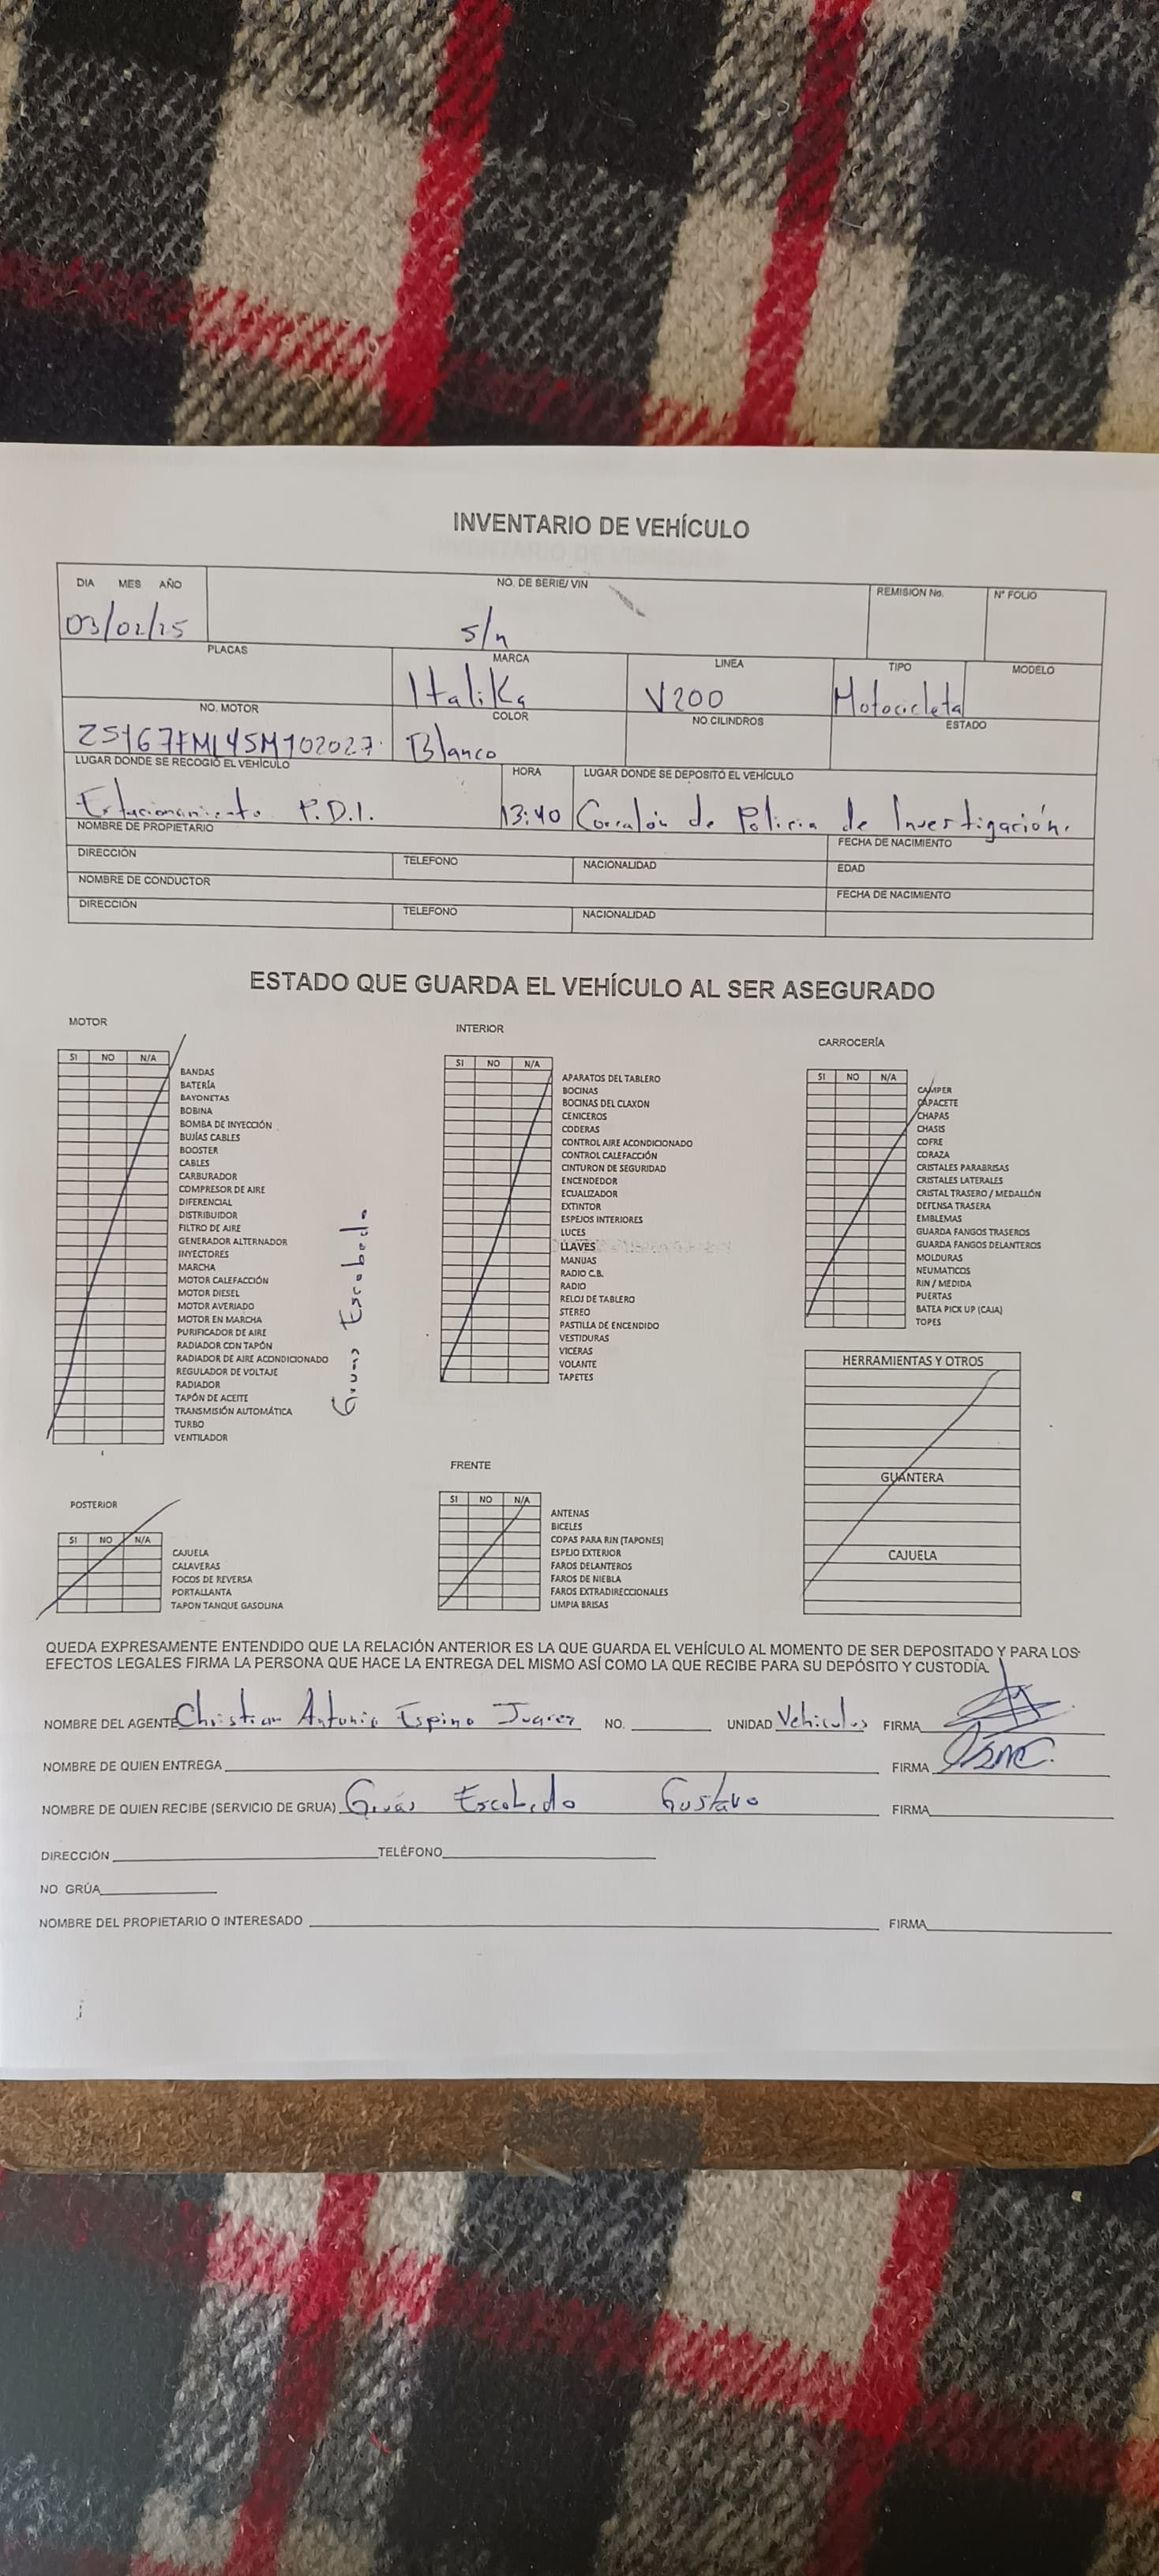 INVENTARIO DE VEHÍCULO
DIA MES AÑO
03/02/25
NO. DE SERIE/ VIN
s/n
REMISION No.
N° FOLIO
PLACAS
MARCA
Italika
LINEA
V200
TIPO
Motocicleta
MODELO
NO. MOTOR
COLOR
Blanco
NO.CILINDROS
ESTADO
LUGAR DONDE SE RECOGIÓ EL VEHÍCULO
Estacionamiento P.D.I.
HORA
13:40
LUGAR DONDE SE DEPOSITÓ EL VEHÍCULO
Corralón de Policia de Investigación.
NOMBRE DE PROPIETARIO
FECHA DE NACIMIENTO
DIRECCIÓN
TELEFONO
NACIONALIDAD
EDAD
NOMBRE DE CONDUCTOR
FECHA DE NACIMIENTO
DIRECCIÓN
TELEFONO
NACIONALIDAD
ESTADO QUE GUARDA EL VEHÍCULO AL SER ASEGURADO
MOTOR
SI NO N/A
BANDAS
BATERÍA
BAYONETAS
BOBINA
BOMBA DE INYECCIÓN
BUJÍAS CABLES
BOOSTER
CABLES
CARBURADOR
COMPRESOR DE AIRE
DIFERENCIAL
DISTRIBUIDOR
FILTRO DE AIRE
GENERADOR ALTERNADOR
INYECTORES
MARCHA
MOTOR CALEFACCIÓN
MOTOR DIESEL
MOTOR AVERIADO
MOTOR EN MARCHA
PURIFICADOR DE AIRE
RADIADOR CON TAPÓN
RADIADOR DE AIRE ACONDICIONADO
REGULADOR DE VOLTAJE
RADIADOR
TAPÓN DE ACEITE
TRANSMISIÓN AUTOMÁTICA
TURBO
VENTILADOR
Gruas Escobedo
INTERIOR
SI NO N/A
APARATOS DEL TABLERO
BOCINAS
BOCINAS DEL CLAXON
CENICEROS
CODERAS
CONTROL AIRE ACONDICIONADO
CONTROL CALEFACCIÓN
CINTURON DE SEGURIDAD
ENCENDEDOR
ECUALIZADOR
EXTINTOR
ESPEJOS INTERIORES
LUCES
LLAVES
MANIJAS
RADIO C.B.
RADIO
RELOJ DE TABLERO
STEREO
PASTILLA DE ENCENDIDO
VESTIDURAS
VICERAS
VOLANTE
TAPETES
CARROCERÍA
SI NO N/A
CAMPER
CAPACETE
CHAPAS
CHASIS
COFRE
CORAZA
CRISTALES PARABRISAS
CRISTALES LATERALES
CRISTAL TRASERO / MEDALLÓN
DEFENSA TRASERA
EMBLEMAS
GUARDA FANGOS TRASEROS
GUARDA FANGOS DELANTEROS
MOLDURAS
NEUMATICOS
RIN / MEDIDA
PUERTAS
BATEA PICK UP (CAJA)
TOPES
HERRAMIENTAS Y OTROS
GUANTERA
CAJUELA
POSTERIOR
SI NO N/A
CAJUELA
CALAVERAS
FOCOS DE REVERSA
PORTALLANTA
TAPON TANQUE GASOLINA
FRENTE
SI NO N/A
ANTENAS
BICELES
COPAS PARA RIN (TAPONES)
ESPEJO EXTERIOR
FAROS DELANTEROS
FAROS DE NIEBLA
FAROS EXTRADIRECCIONALES
LIMPIA BRISAS
QUEDA EXPRESAMENTE ENTENDIDO QUE LA RELACIÓN ANTERIOR ES LA QUE GUARDA EL VEHÍCULO AL MOMENTO DE SER DEPOSITADO Y PARA LOS
EFECTOS LEGALES FIRMA LA PERSONA QUE HACE LA ENTREGA DEL MISMO ASÍ COMO LA QUE RECIBE PARA SU DEPÓSITO Y CUSTODIA.
NOMBRE DEL AGENTE Christian Antonio Espino Juarez NO. UNIDAD Vehiculos FIRMA
NOMBRE DE QUIEN ENTREGA FIRMA
NOMBRE DE QUIEN RECIBE (SERVICIO DE GRUA) Gruas Escobedo Gustavo FIRMA
DIRECCIÓN TELÉFONO
NO. GRÚA
NOMBRE DEL PROPIETARIO O INTERESADO FIRMA